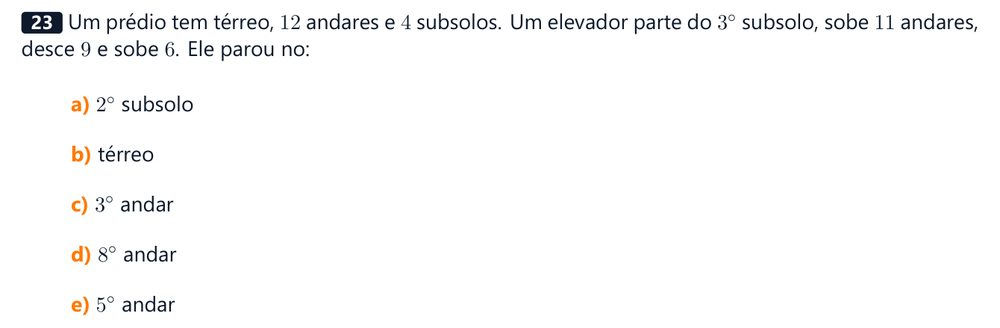 23 Um prédio tem térreo, 12 andares e 4 subsolos. Um elevador parte do 3° subsolo, sobe 11 andares,
desce 9 e sobe 6. Ele parou no:
a) 2° subsolo
b) térreo
c) 3° andar
d) 8° andar
e) 5° andar